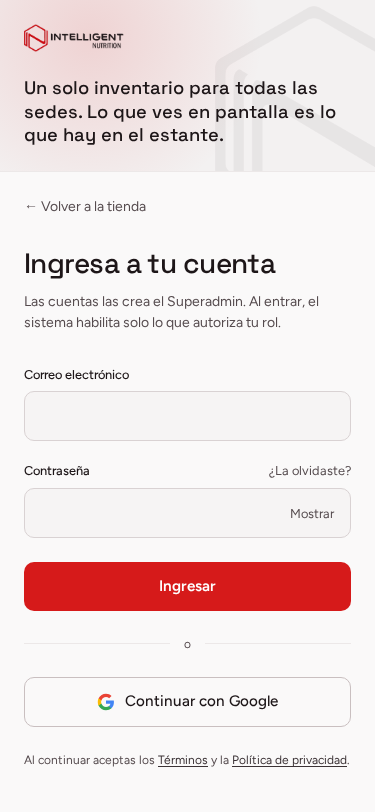 INTELLIGENT
NUTRITION
Un solo inventario para todas las
sedes. Lo que ves en pantalla es lo
que hay en el estante.
← Volver a la tienda
Ingresa a tu cuenta
Las cuentas las crea el Superadmin. Al entrar, el
sistema habilita solo lo que autoriza tu rol.
Correo electrónico
Contraseña ¿La olvidaste?
Mostrar
Ingresar
o
Continuar con Google
Al continuar aceptas los Términos y la Política de privacidad.